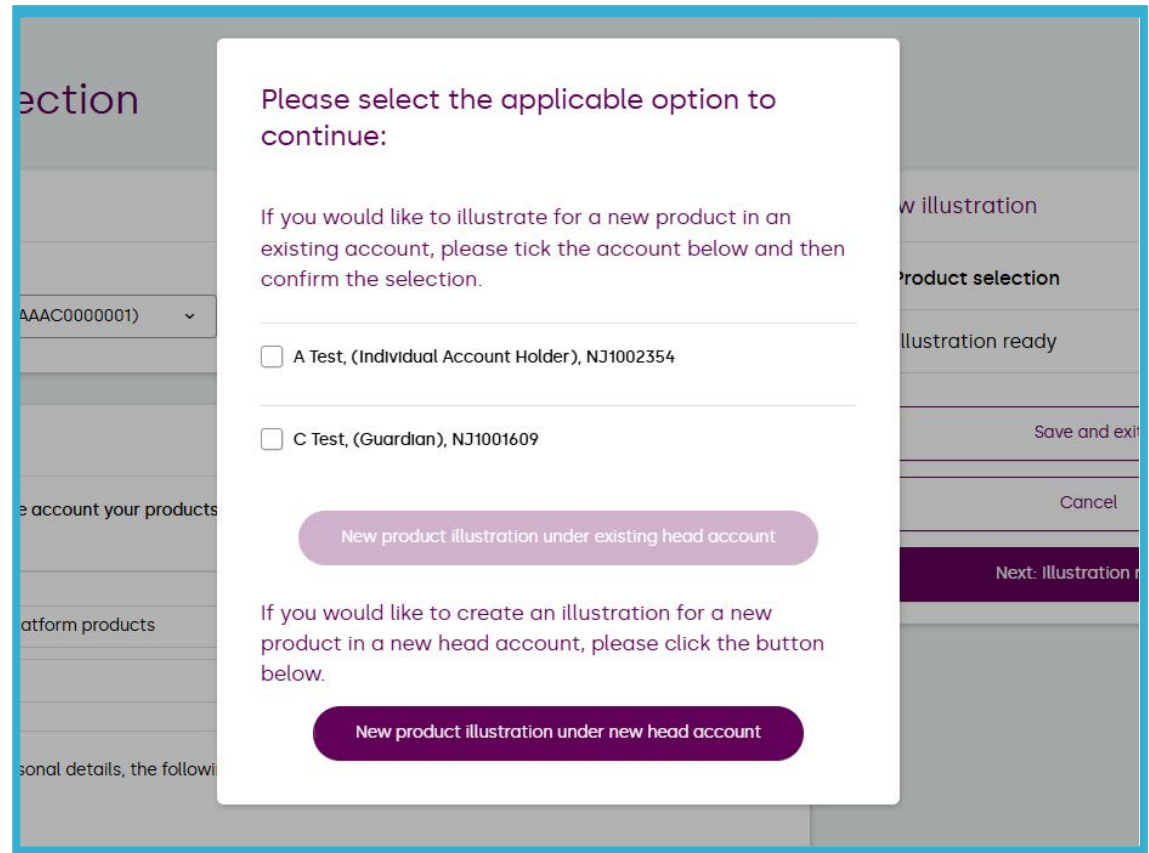 ection
Please select the applicable option to
continue:
If you would like to illustrate for a new product in an
existing account, please tick the account below and then
confirm the selection.
AAAC0000001)
A Test, (Individual Account Holder), NJ1002354
C Test, (Guardian), NJ1001609
e account your products
New product illustration under existing head account
If you would like to create an illustration for a new
product in a new head account, please click the button
below.
New product illustration under new head account
atform products
sonal details, the followi
w illustration
Product selection
llustration ready
Save and exit
Cancel
Next: Illustration r